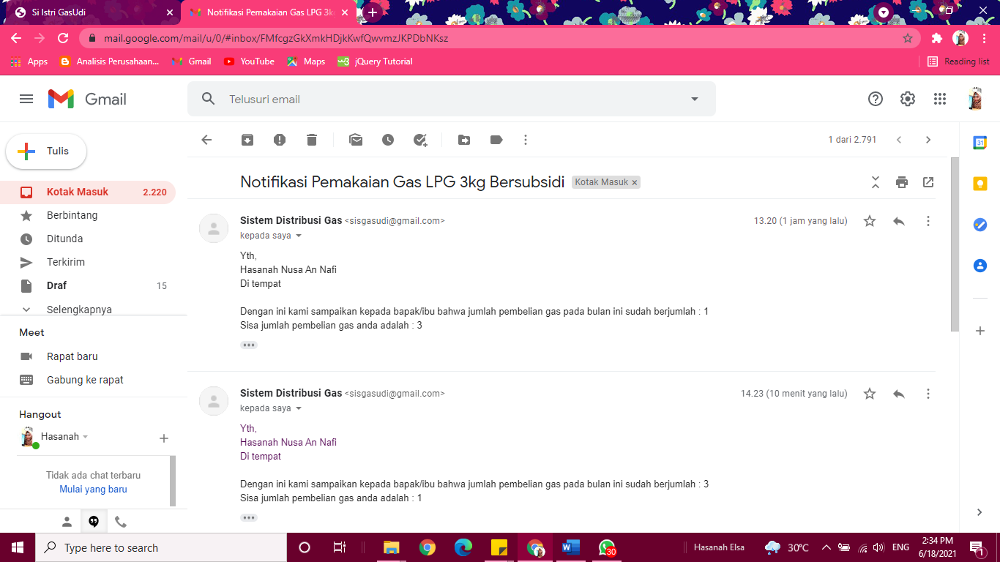 Si Istri GasUdi
Notifikasi Pemakaian Gas LPG 3k
mail.google.com/mail/u/0/#inbox/FMfcgzGkXmkHDjkKwfQwvmzJKPDbNKsz
Apps
Analisis Perusahaan...
Gmail
YouTube
Maps
jQuery Tutorial
Reading list
Gmail
Telusuri email
Tulis
1 dari 2.791
Kotak Masuk 2.220
Berbintang
Ditunda
Terkirim
Draf 15
Selengkapnya
Meet
Rapat baru
Gabung ke rapat
Hangout
Hasanah
Tidak ada chat terbaru
Mulai yang baru
Notifikasi Pemakaian Gas LPG 3kg Bersubsidi
Kotak Masuk ×
Sistem Distribusi Gas <sisgasudi@gmail.com>
13.20 (1 jam yang lalu)
kepada saya
Yth,
Hasanah Nusa An Nafi
Di tempat
Dengan ini kami sampaikan kepada bapak/ibu bahwa jumlah pembelian gas pada bulan ini sudah berjumlah : 1
Sisa jumlah pembelian gas anda adalah : 3
Sistem Distribusi Gas <sisgasudi@gmail.com>
14.23 (10 menit yang lalu)
kepada saya
Yth,
Hasanah Nusa An Nafi
Di tempat
Dengan ini kami sampaikan kepada bapak/ibu bahwa jumlah pembelian gas pada bulan ini sudah berjumlah : 3
Sisa jumlah pembelian gas anda adalah : 1
31
Type here to search
30
Hasanah Elsa
30°C
ENG
2:34 PM
6/18/2021
1